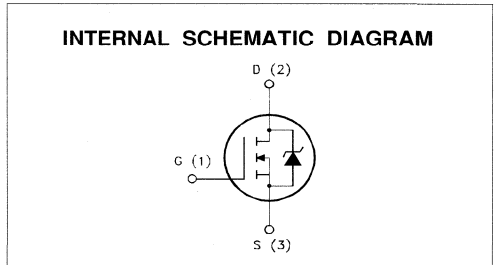 INTERNAL SCHEMATIC DIAGRAM
D (2)
G (1)
S (3)